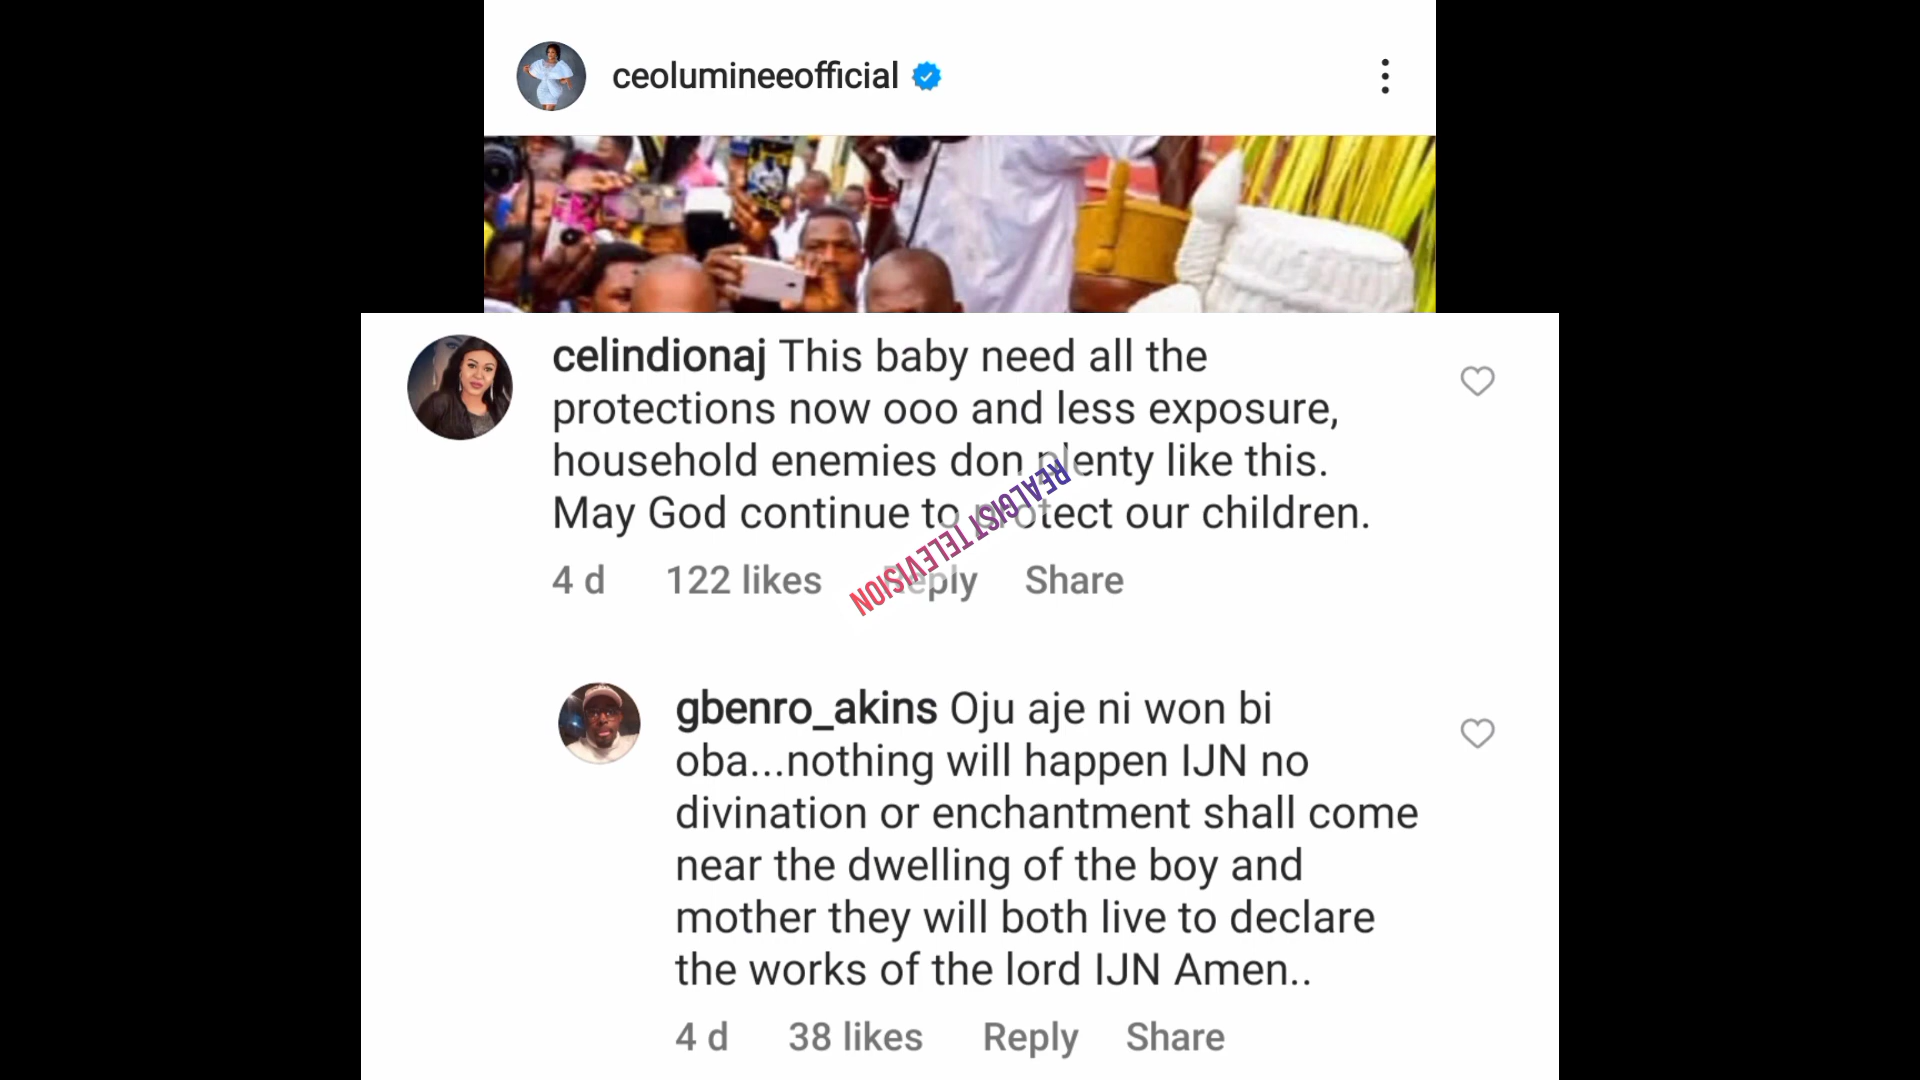 ceolumineeofficial
celindionaj This baby need all the
protections now ooo and less exposure,
household enemies don plenty like this.
May God continue to protect our children.
4 d 122 likes Reply Share
REALGIST TELEVISION
gbenro_akins Oju aje ni won bi
oba...nothing will happen IJN no
divination or enchantment shall come
near the dwelling of the boy and
mother they will both live to declare
the works of the lord IJN Amen..
4 d 38 likes Reply Share